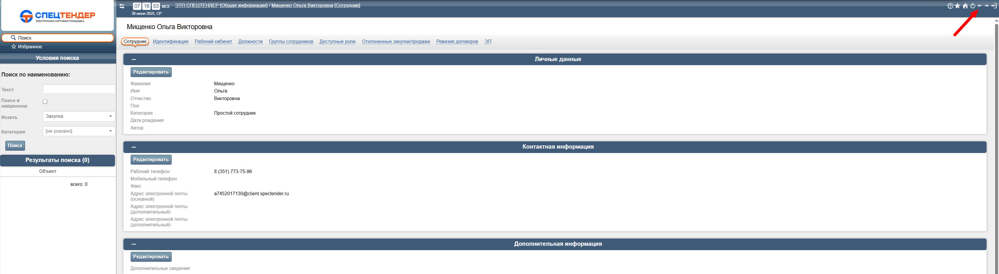 СПЕЦТЕНДЕР
ЭЛЕКТРОННАЯ ТОРГОВАЯ ПЛОЩАДКА
Поиск
Избранное
Условия поиска
Поиск по наименованию:
Текст
Поиск в
найденном
Искать
Закупка
Категория
[не указано]
Поиск
Результаты поиска (0)
Объект
всего: 0
07 16 53 МСК
30 июля 2025, СР
ЭТП СПЕЦТЕНДЕР [Общая информация] / Мищенко Ольга Викторовна [Сотрудник]
Мищенко Ольга Викторовна
Сотрудник Идентификация Рабочий кабинет Должности Группы сотрудников Доступные роли Отклоненные закупки/продажи Ревизия договоров ЭП
Личные данные
Редактировать
Фамилия Мищенко
Имя Ольга
Отчество Викторовна
Пол
Категория Простой сотрудник
Дата рождения
Автор
Контактная информация
Редактировать
Рабочий телефон 8 (351) 773-75-96
Мобильный телефон
Факс
Адрес электронной почты a7452017130@client.spectender.ru
(основной)
Адрес электронной почты
(дополнительный)
Адрес электронной почты
(дополнительный)
Дополнительная информация
Редактировать
Дополнительные сведения